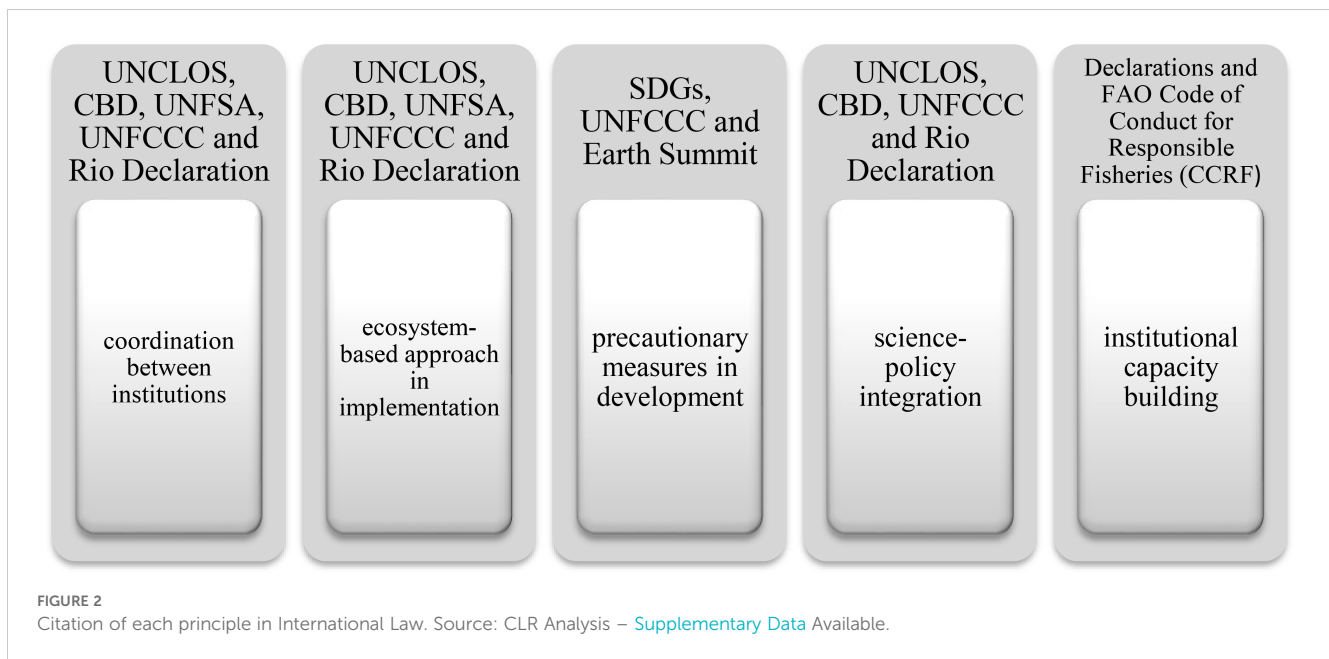 UNCLOS,
CBD, UNFSA,
UNFCCC and
Rio Declaration
coordination
between
institutions
UNCLOS,
CBD, UNFSA,
UNFCCC and
Rio Declaration
ecosystem-
based approach
in
implementation
SDGs,
UNFCCC and
Earth Summit
precautionary
measures in
development
UNCLOS,
CBD, UNFCCC
and Rio
Declaration
science-
policy
integration
Declarations and
FAO Code of
Conduct for
Responsible
Fisheries (CCRF)
institutional
capacity
building
FIGURE 2
Citation of each principle in International Law. Source: CLR Analysis – Supplementary Data Available.